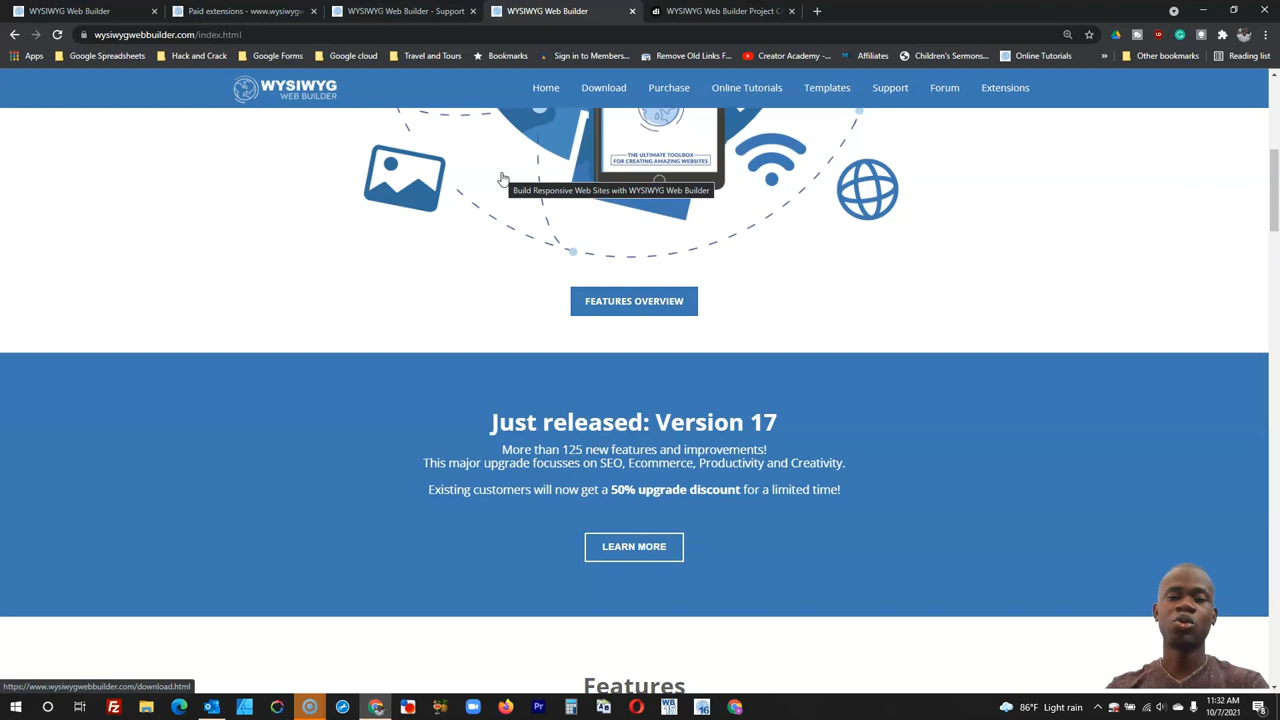 WYSIWYG Web Builder
Paid extensions - www.wysiwyg
WYSIWYG Web Builder - Support
WYSIWYG Web Builder
WYSIWYG Web Builder Project C
wysiwygwebbuilder.com/index.html
Apps
Google Spreadsheets
Hack and Crack
Google Forms
Google cloud
Travel and Tours
Bookmarks
Sign in to Members...
Remove Old Links F...
Creator Academy -...
Affiliates
Children's Sermons...
Online Tutorials
Other bookmarks
Reading list
WYSIWYG
WEB BUILDER
Home
Download
Purchase
Online Tutorials
Templates
Support
Forum
Extensions
THE ULTIMATE TOOLBOX
FOR CREATING AMAZING WEBSITES
Build Responsive Web Sites with WYSIWYG Web Builder
FEATURES OVERVIEW
Just released: Version 17
More than 125 new features and improvements!
This major upgrade focusses on SEO, Ecommerce, Productivity and Creativity.
Existing customers will now get a 50% upgrade discount for a limited time!
LEARN MORE
Features
https://www.wysiwygwebbuilder.com/download.html
86°F Light rain
11:32 AM
10/7/2021